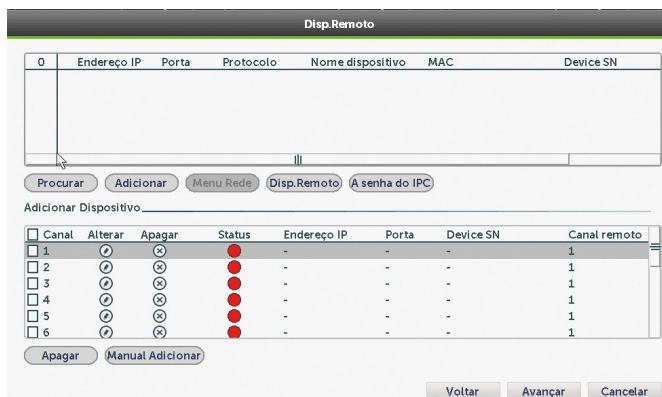 Disp.Remoto
0 Endereço IP Porta Protocolo Nome dispositivo MAC Device SN
Procurar Adicionar Menu Rede Disp.Remoto A senha do IPC
Adicionar Dispositivo
Canal Alterar Apagar Status Endereço IP Porta Device SN Canal remoto
1 - - - 1
2 - - - 1
3 - - - 1
4 - - - 1
5 - - - 1
6 - - - 1
Apagar Manual Adicionar
Voltar Avançar Cancelar